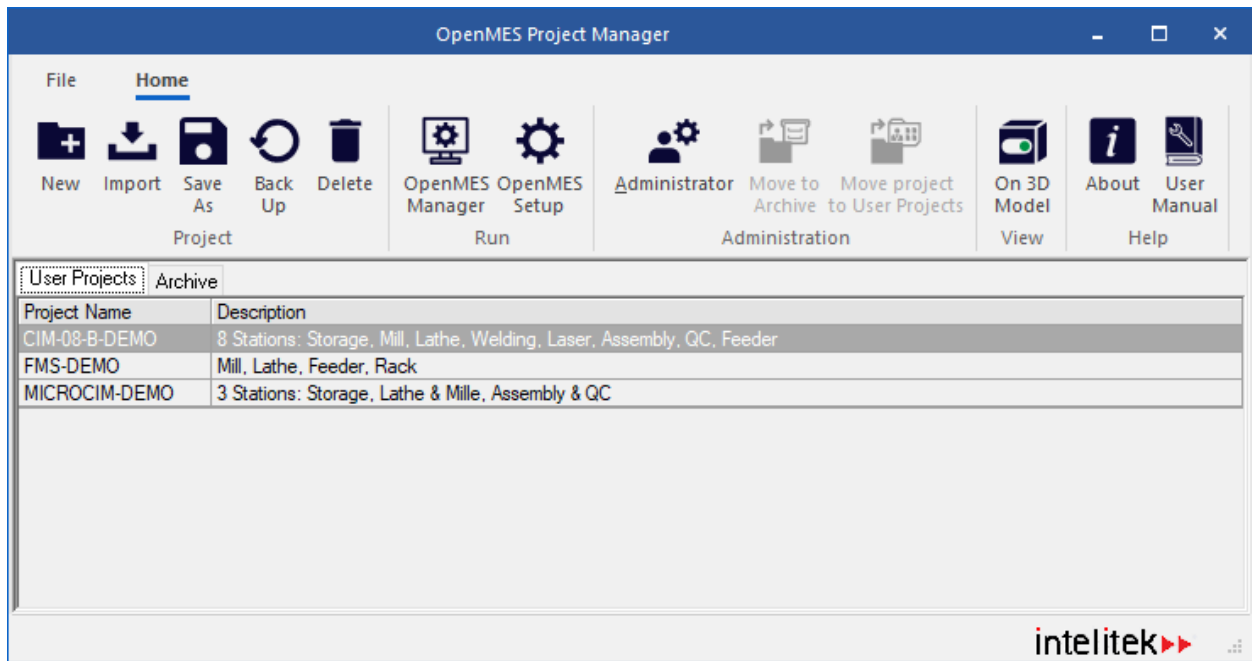 OpenMES Project Manager
File Home
New Import Save As Back Up Delete OpenMES Manager OpenMES Setup Administrator Move to Archive Move project to User Projects On 3D Model About User Manual
Project Run Administration View Help
User Projects Archive
Project Name Description
CIM-08-B-DEMO 8 Stations: Storage, Mill, Lathe, Welding, Laser, Assembly, QC, Feeder
FMS-DEMO Mill, Lathe, Feeder, Rack
MICROCIM-DEMO 3 Stations: Storage, Lathe & Mille, Assembly & QC
intelitek